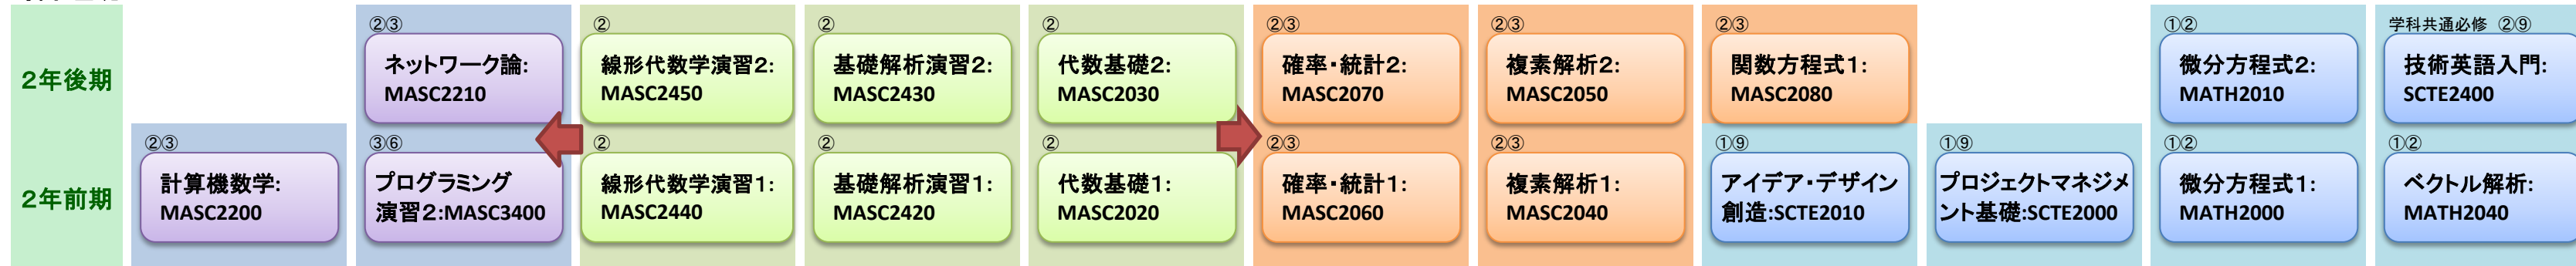 ②③
②
②
②
②③
②③
②③
①②
学科共通必修 ②⑨
2年後期
ネットワーク論:
MASC2210
線形代数学演習2:
MASC2450
基礎解析演習2:
MASC2430
代数基礎2:
MASC2030
確率・統計2:
MASC2070
複素解析2:
MASC2050
関数方程式1:
MASC2080
微分方程式2:
MATH2010
技術英語入門:
SCTE2400
②③
③⑥
②
②
②
②③
②③
①⑨
①⑨
①②
①②
2年前期
計算機数学:
MASC2200
プログラミング
演習2:MASC3400
線形代数学演習1:
MASC2440
基礎解析演習1:
MASC2420
代数基礎1:
MASC2020
確率・統計1:
MASC2060
複素解析1:
MASC2040
アイデア・デザイン
創造:SCTE2010
プロジェクトマネジメ
ント基礎:SCTE2000
微分方程式1:
MATH2000
ベクトル解析:
MATH2040